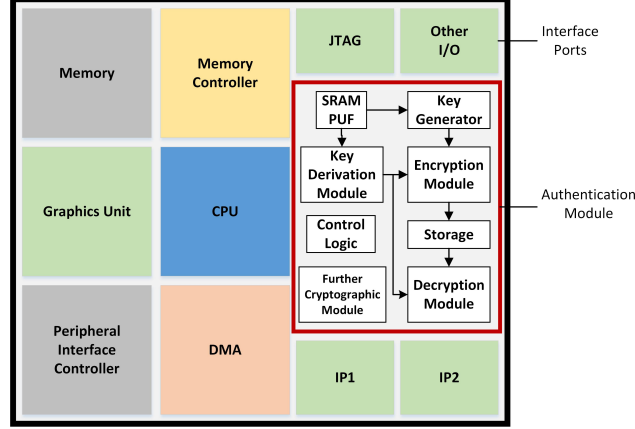 Memory
Memory
Controller
JTAG
Other
I/O
Interface
Ports
SRAM
PUF
Key
Generator
Key
Derivation
Module
Encryption
Module
Graphics Unit
CPU
Authentication
Module
Control
Logic
Storage
Further
Cryptographic
Module
Decryption
Module
Peripheral
Interface
Controller
DMA
IP1
IP2